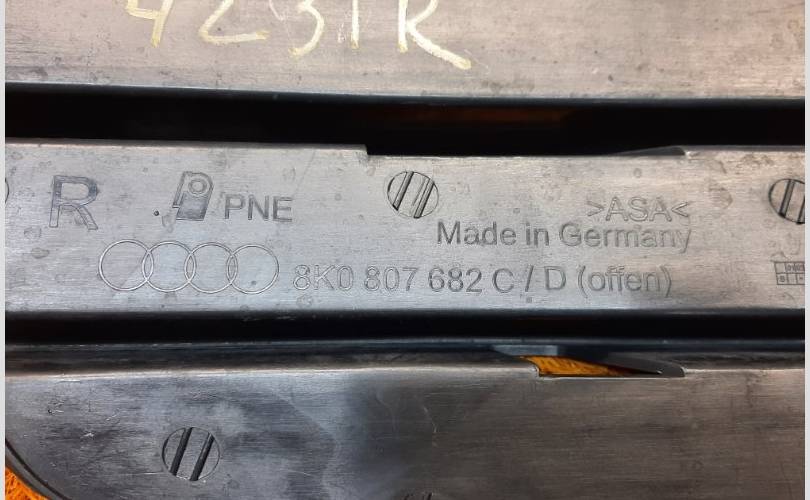 4231R
R PNE >ASA<
Made in Germany
8K0 807 682 C / D (offen)